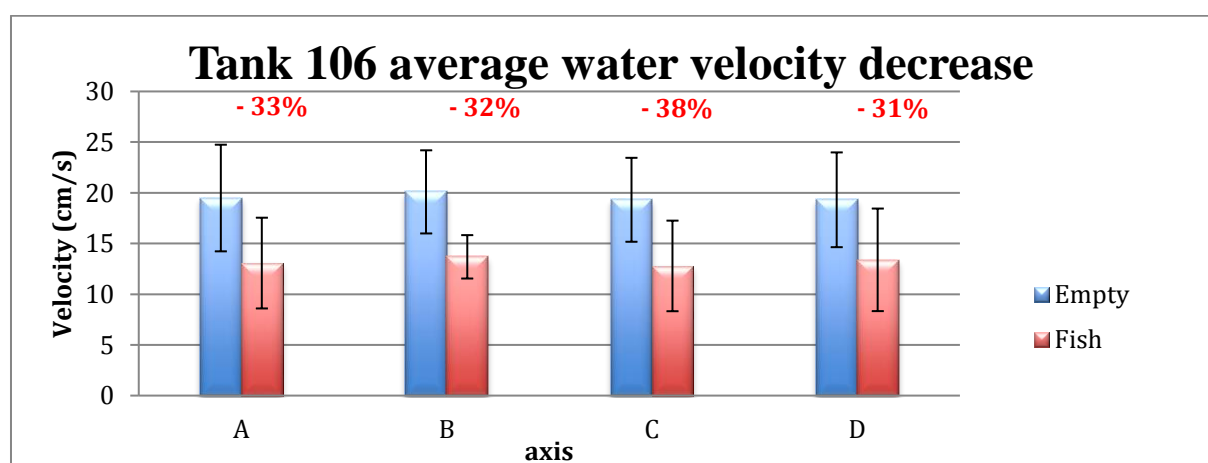 Tank 106 average water velocity decrease
- 33% - 32% - 38% - 31%
Velocity (cm/s)
30
25
20
15
10
5
0
A B C D
axis
Empty
Fish